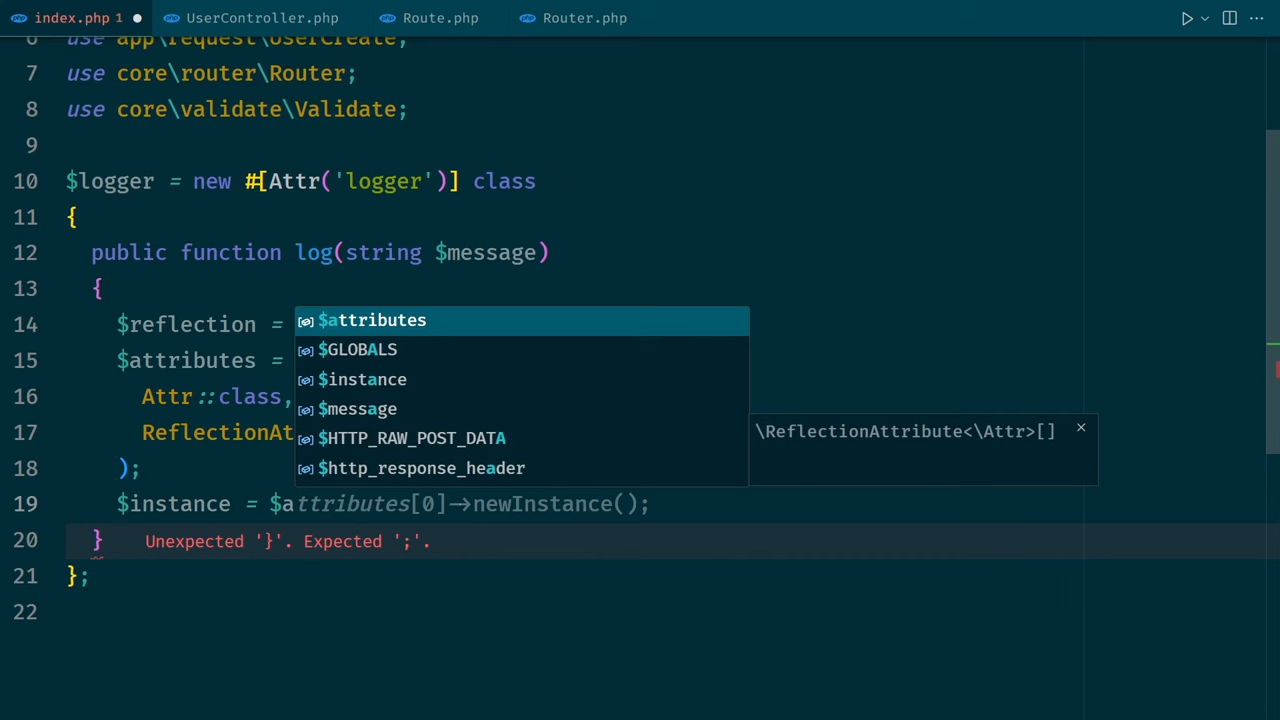 index.php 1 UserController.php Route.php Router.php
6 use app\request\UserCreate;
7 use core\router\Router;
8 use core\validate\Validate;
9
10 $logger = new #[Attr('logger')] class
11 {
12 public function log(string $message)
13 {
14 $reflection =
$attributes
15 $attributes =
$GLOBALS
$instance
16 Attr::class,
$message
17 ReflectionAt
$HTTP_RAW_POST_DATA
\ReflectionAttribute<\Attr>[]
18 );
$http_response_header
19 $instance = $attributes[0]->newInstance();
20 } Unexpected '}'. Expected ';'.
21 };
22